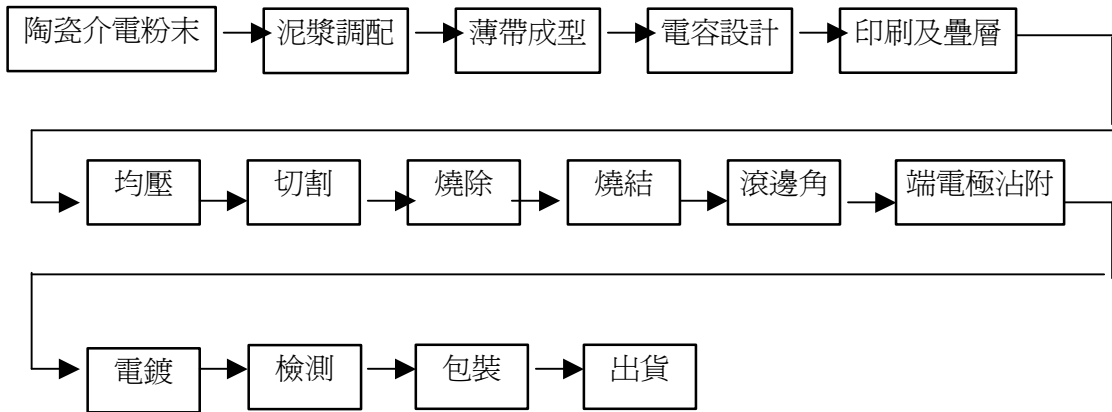 陶瓷介電粉末 泥漿調配 薄帶成型 電容設計 印刷及疊層
均壓 切割 燒除 燒結 滾邊角 端電極沾附
電鍍 檢測 包裝 出貨